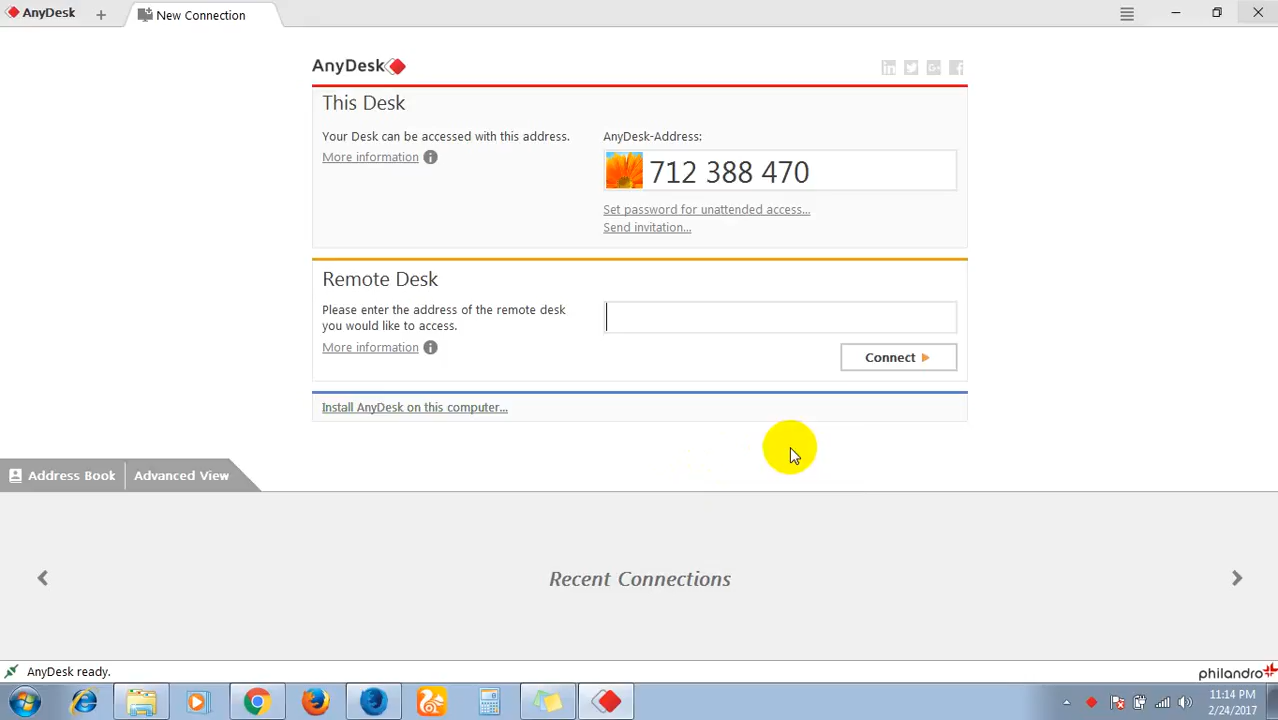 AnyDesk
New Connection
AnyDesk
This Desk
Your Desk can be accessed with this address.
More information
AnyDesk-Address:
712 388 470
Set password for unattended access...
Send invitation...
Remote Desk
Please enter the address of the remote desk
you would like to access.
More information
Connect
Install AnyDesk on this computer...
Address Book
Advanced View
Recent Connections
AnyDesk ready.
philandro
11:14 PM
2/24/2017